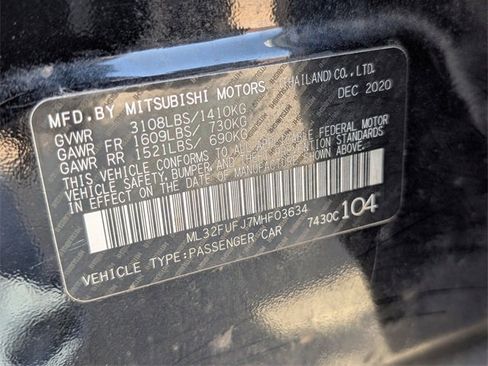 MFD.BY MITSUBISHI MOTORS (THAILAND) CO., LTD.
GVWR 3108LBS/1410KG DEC 2020
GAWR FR 1609LBS/ 730KG
GAWR RR 1521LBS/ 690KG
THIS VEHICLE CONFORMS TO ALL APPLICABLE FEDERAL MOTOR
VEHICLE SAFETY, BUMPER, AND THEFT PREVENTION STANDARDS
IN EFFECT ON THE DATE OF MANUFACTURE
ML32FUFJ7MHF03634
VEHICLE TYPE:PASSENGER CAR 7430C 104